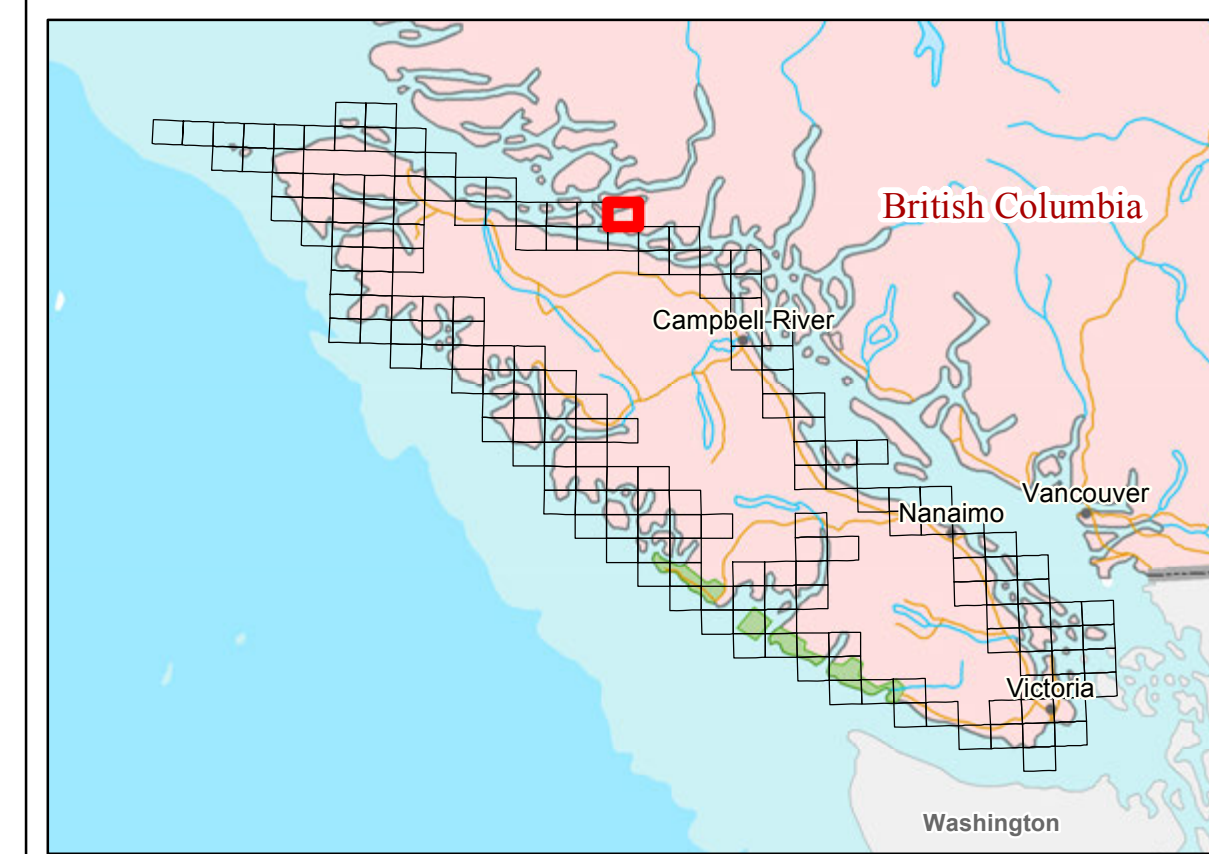 British Columbia
Campbell River
Vancouver
Nanaimo
Victoria
Washington